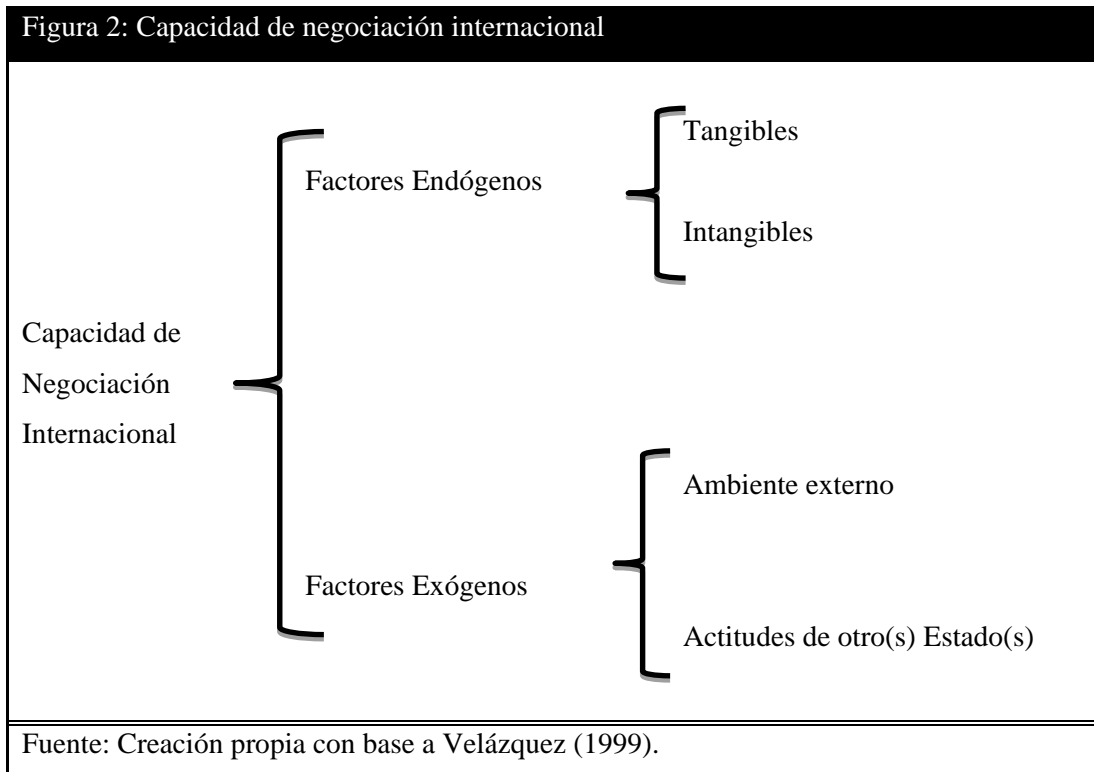 Figura 2: Capacidad de negociación internacional
Tangibles
Factores Endógenos
Intangibles
Capacidad de
Negociación
Internacional
Ambiente externo
Factores Exógenos
Actitudes de otro(s) Estado(s)
Fuente: Creación propia con base a Velázquez (1999).